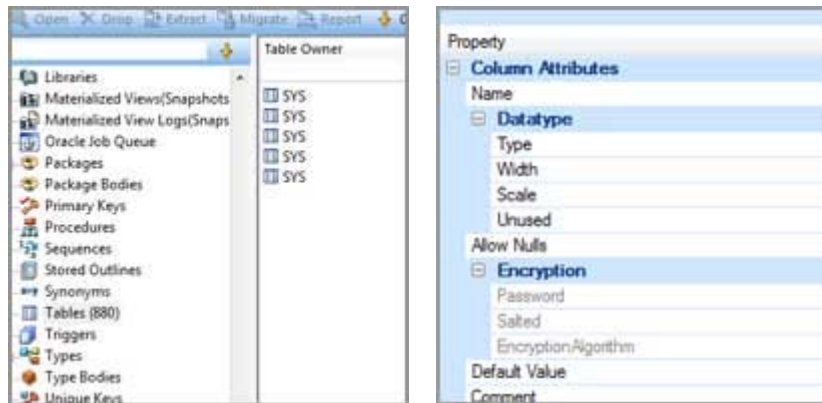 Open Drop Extract Migrate Report
Table Owner
Libraries
Materialized Views(Snapshots
Materialized View Logs(Snaps
Oracle Job Queue
Packages
Package Bodies
Primary Keys
Procedures
Sequences
Stored Outlines
Synonyms
Tables (880)
Triggers
Types
Type Bodies
Unique Keys
SYS
SYS
SYS
SYS
SYS
Property
Column Attributes
Name
Datatype
Type
Width
Scale
Unused
Allow Nulls
Encryption
Password
Salted
EncryptionAlgorithm
Default Value
Comment